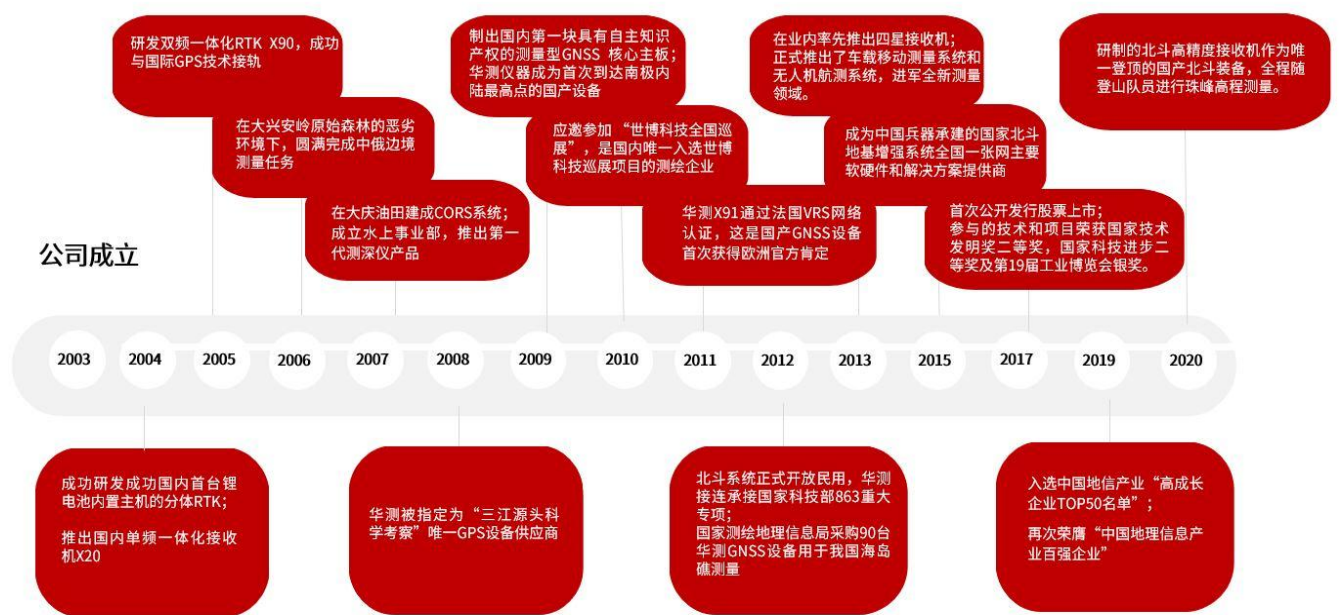 研发双频一体化RTK X90，成功
与国际GPS技术接轨
在大兴安岭原始森林的恶劣
环境下，圆满完成中俄边境
测量任务
在大庆油田建成CORS系统；
成立水上事业部，推出第一
代测深仪产品
制出国内第一块具有自主知识
产权的测量型GNSS 核心主板；
华测仪器成为首次到达南极内
陆最高点的国产设备
应邀参加 “世博科技全国巡
展”，是国内唯一入选世博
科技巡展项目的测绘企业
华测X91通过法国VRS网络
认证，这是国产GNSS设备
首次获得欧洲官方肯定
在业内率先推出四星接收机；
正式推出了车载移动测量系统和
无人机航测系统，进军全新测量
领域。
成为中国兵器承建的国家北斗
地基增强系统全国一张网主要
软硬件和解决方案提供商
首次公开发行股票上市；
参与的技术和项目荣获国家技术
发明奖二等奖，国家科技进步二
等奖及第19届工业博览会银奖。
研制的北斗高精度接收机作为唯
一登顶的国产北斗装备，全程随
登山队员进行珠峰高程测量。
公司成立
2003 2004 2005 2006 2007 2008 2009 2010 2011 2012 2013 2015 2017 2019 2020
成功研发成功国内首台锂
电池内置主机的分体RTK；
推出国内单频一体化接收
机X20
华测被指定为“三江源头科
学考察”唯一GPS设备供应商
北斗系统正式开放民用，华测
接连承接国家科技部863重大
专项；
国家测绘地理信息局采购90台
华测GNSS设备用于我国海岛
礁测量
入选中国地信产业“高成长
企业TOP50名单”；
再次荣膺“中国地理信息产
业百强企业”